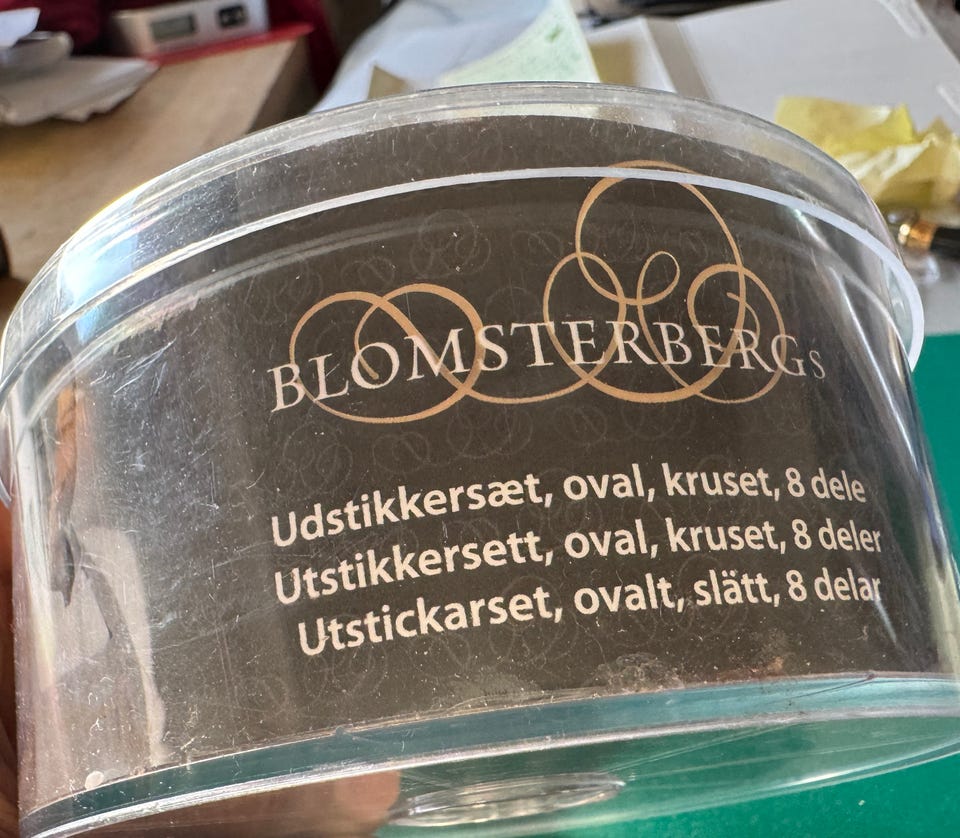 BLOMSTERBERGS
Udstikkersæt, oval, kruset, 8 dele
Utstikkersett, oval, kruset, 8 deler
Utstickarset, ovalt, slätt, 8 delar